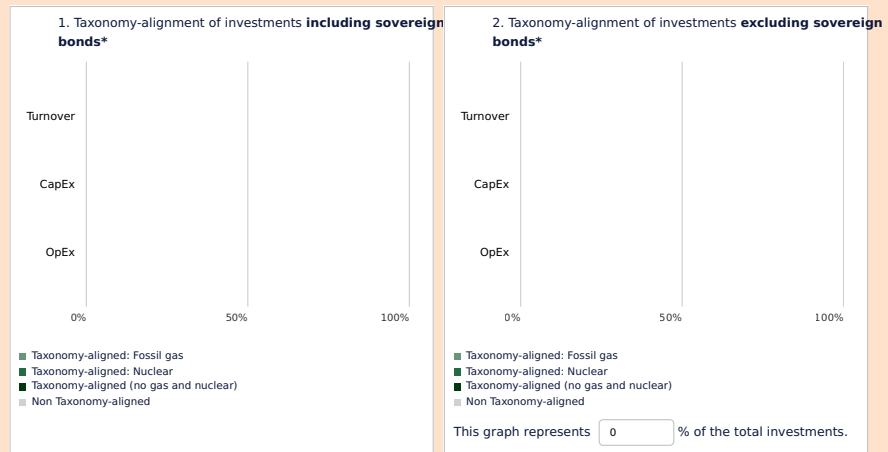 1. Taxonomy-alignment of investments including sovereign
bonds*
Turnover
CapEx
OpEx
0% 50% 100%
Taxonomy-aligned: Fossil gas
Taxonomy-aligned: Nuclear
Taxonomy-aligned (no gas and nuclear)
Non Taxonomy-aligned
2. Taxonomy-alignment of investments excluding sovereign
bonds*
Turnover
CapEx
OpEx
0% 50% 100%
Taxonomy-aligned: Fossil gas
Taxonomy-aligned: Nuclear
Taxonomy-aligned (no gas and nuclear)
Non Taxonomy-aligned
This graph represents 0 % of the total investments.